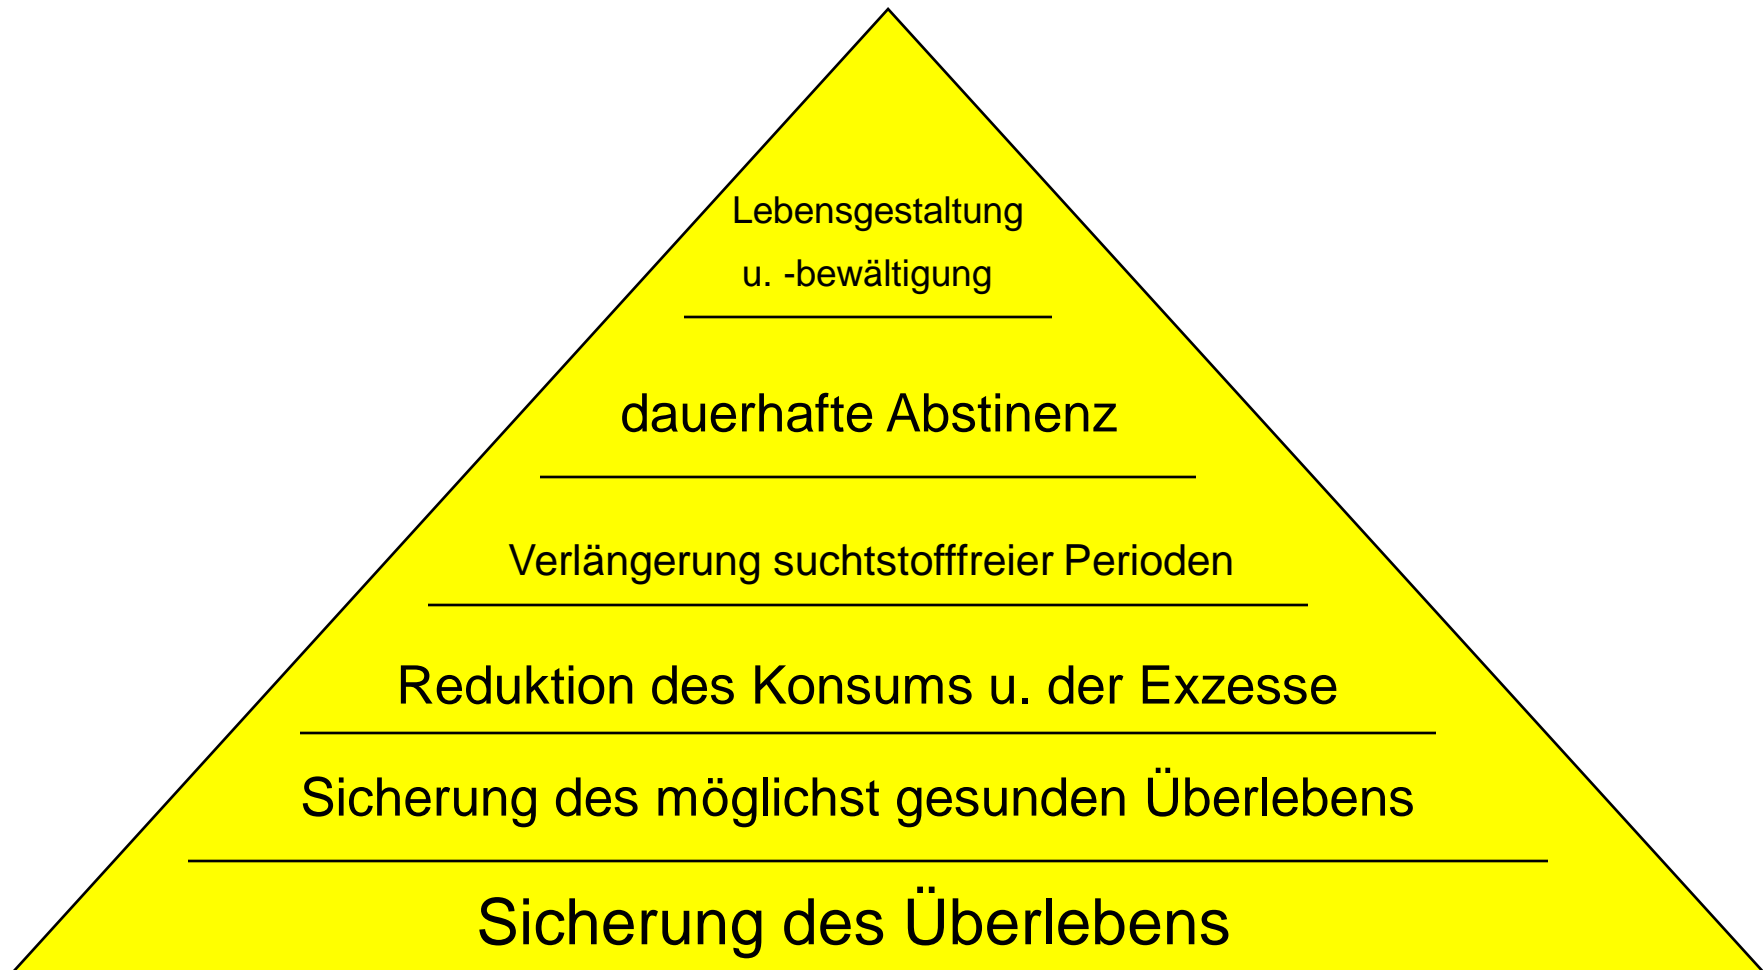 Lebensgestaltung
u. -bewältigung
dauerhafte Abstinenz
Verlängerung suchtstofffreier Perioden
Reduktion des Konsums u. der Exzesse
Sicherung des möglichst gesunden Überlebens
Sicherung des Überlebens